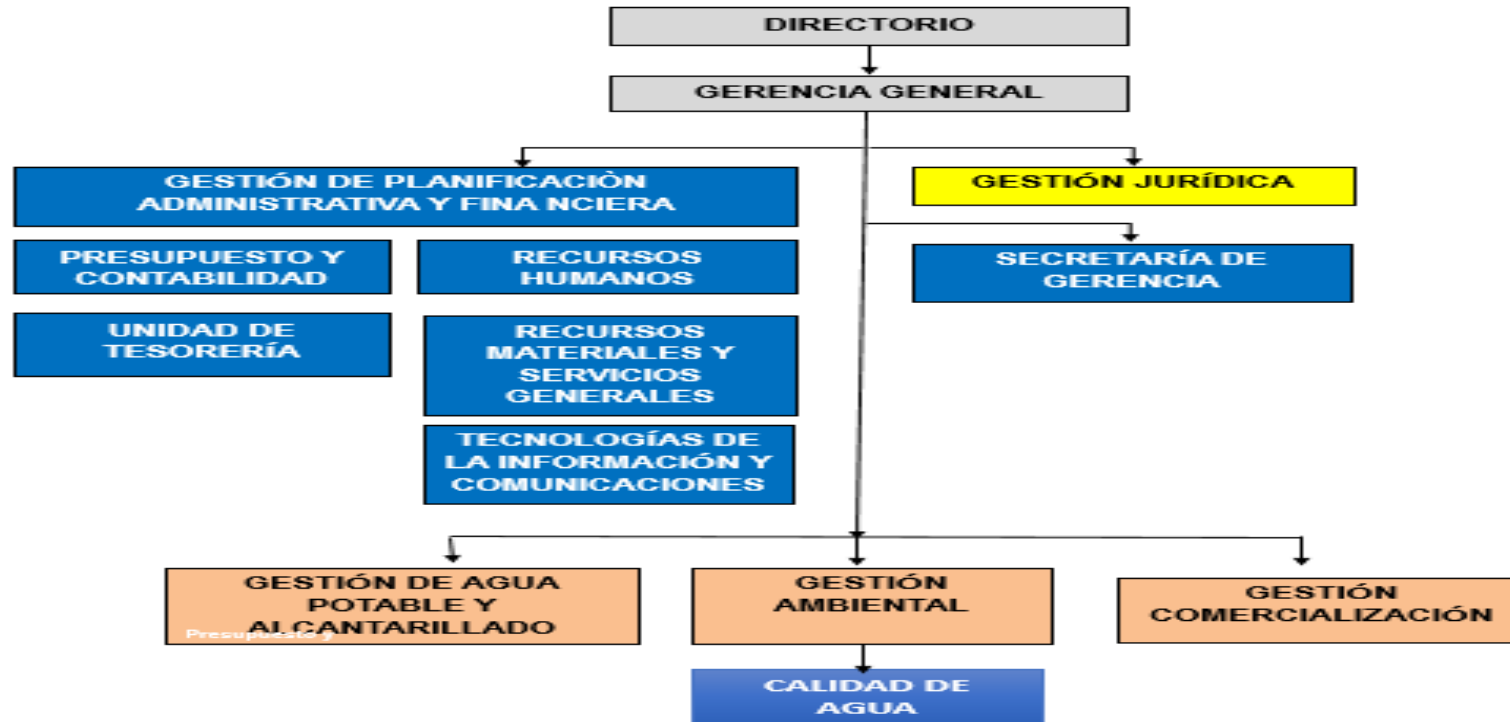 DIRECTORIO
GERENCIA GENERAL
GESTIÓN DE PLANIFICACIÒN
ADMINISTRATIVA Y FINA NCIERA
GESTIÓN JURÍDICA
PRESUPUESTO Y
CONTABILIDAD
RECURSOS
HUMANOS
SECRETARÍA DE
GERENCIA
UNIDAD DE
TESORERÍA
RECURSOS
MATERIALES Y
SERVICIOS
GENERALES
TECNOLOGÍAS DE
LA INFORMACIÓN Y
COMUNICACIONES
GESTIÓN DE AGUA
POTABLE Y
ALCANTARILLADO
Presupuesto y
GESTIÓN
AMBIENTAL
GESTIÓN
COMERCIALIZACIÓN
CALIDAD DE
AGUA